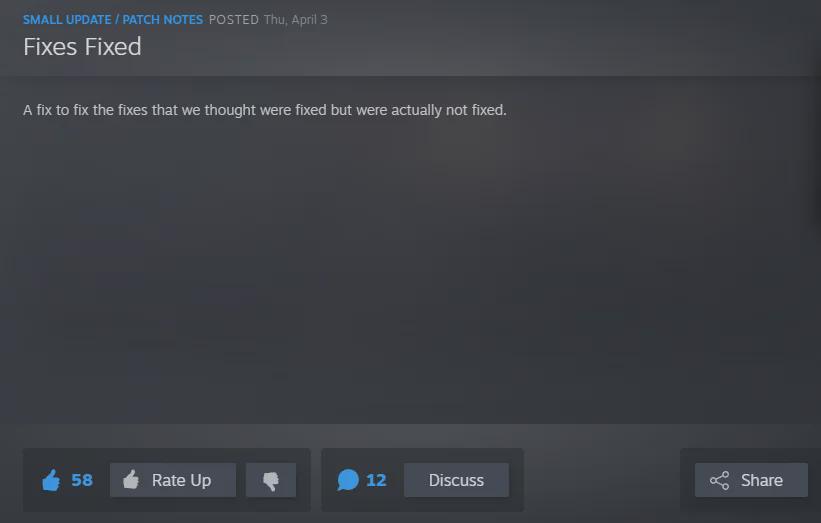 SMALL UPDATE / PATCH NOTES POSTED Thu, April 3
Fixes Fixed
A fix to fix the fixes that we thought were fixed but were actually not fixed.
58 Rate Up 12 Discuss Share